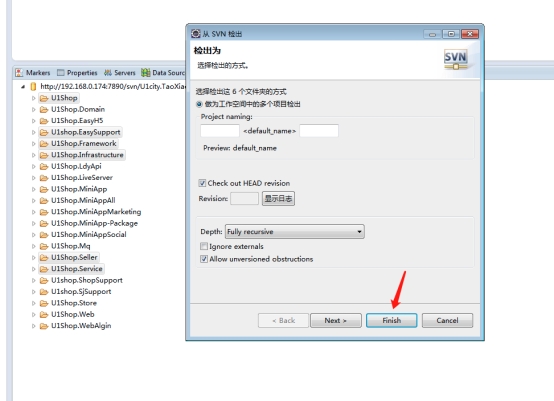 从 SVN 检出
检出为
选择检出的方式。
SVN
Markers Properties Servers Data Sourc
http://192.168.0.174:7890/svn/U1city.TaoXia
U1Shop
U1Shop.Domain
U1Shop.EasyH5
U1shop.EasySupport
U1Shop.Framework
U1Shop.Infrastructure
U1Shop.LdyApi
U1Shop.LiveServer
U1Shop.MiniApp
U1Shop.MiniAppAll
U1Shop.MiniAppMarketing
U1Shop.MiniApp-Package
U1Shop.MiniAppSocial
U1Shop.Mq
U1Shop.Seller
U1Shop.Service
U1shop.ShopSupport
U1shop.SjSupport
U1Shop.Store
U1Shop.Web
U1Shop.WebAlgin
选择检出这 6 个文件夹的方式
做为工作空间中的多个项目检出
Project naming:
<default_name>
Preview: default_name
Check out HEAD revision
Revision: 显示日志
Depth: Fully recursive
Ignore externals
Allow unversioned obstructions
< Back Next > Finish Cancel